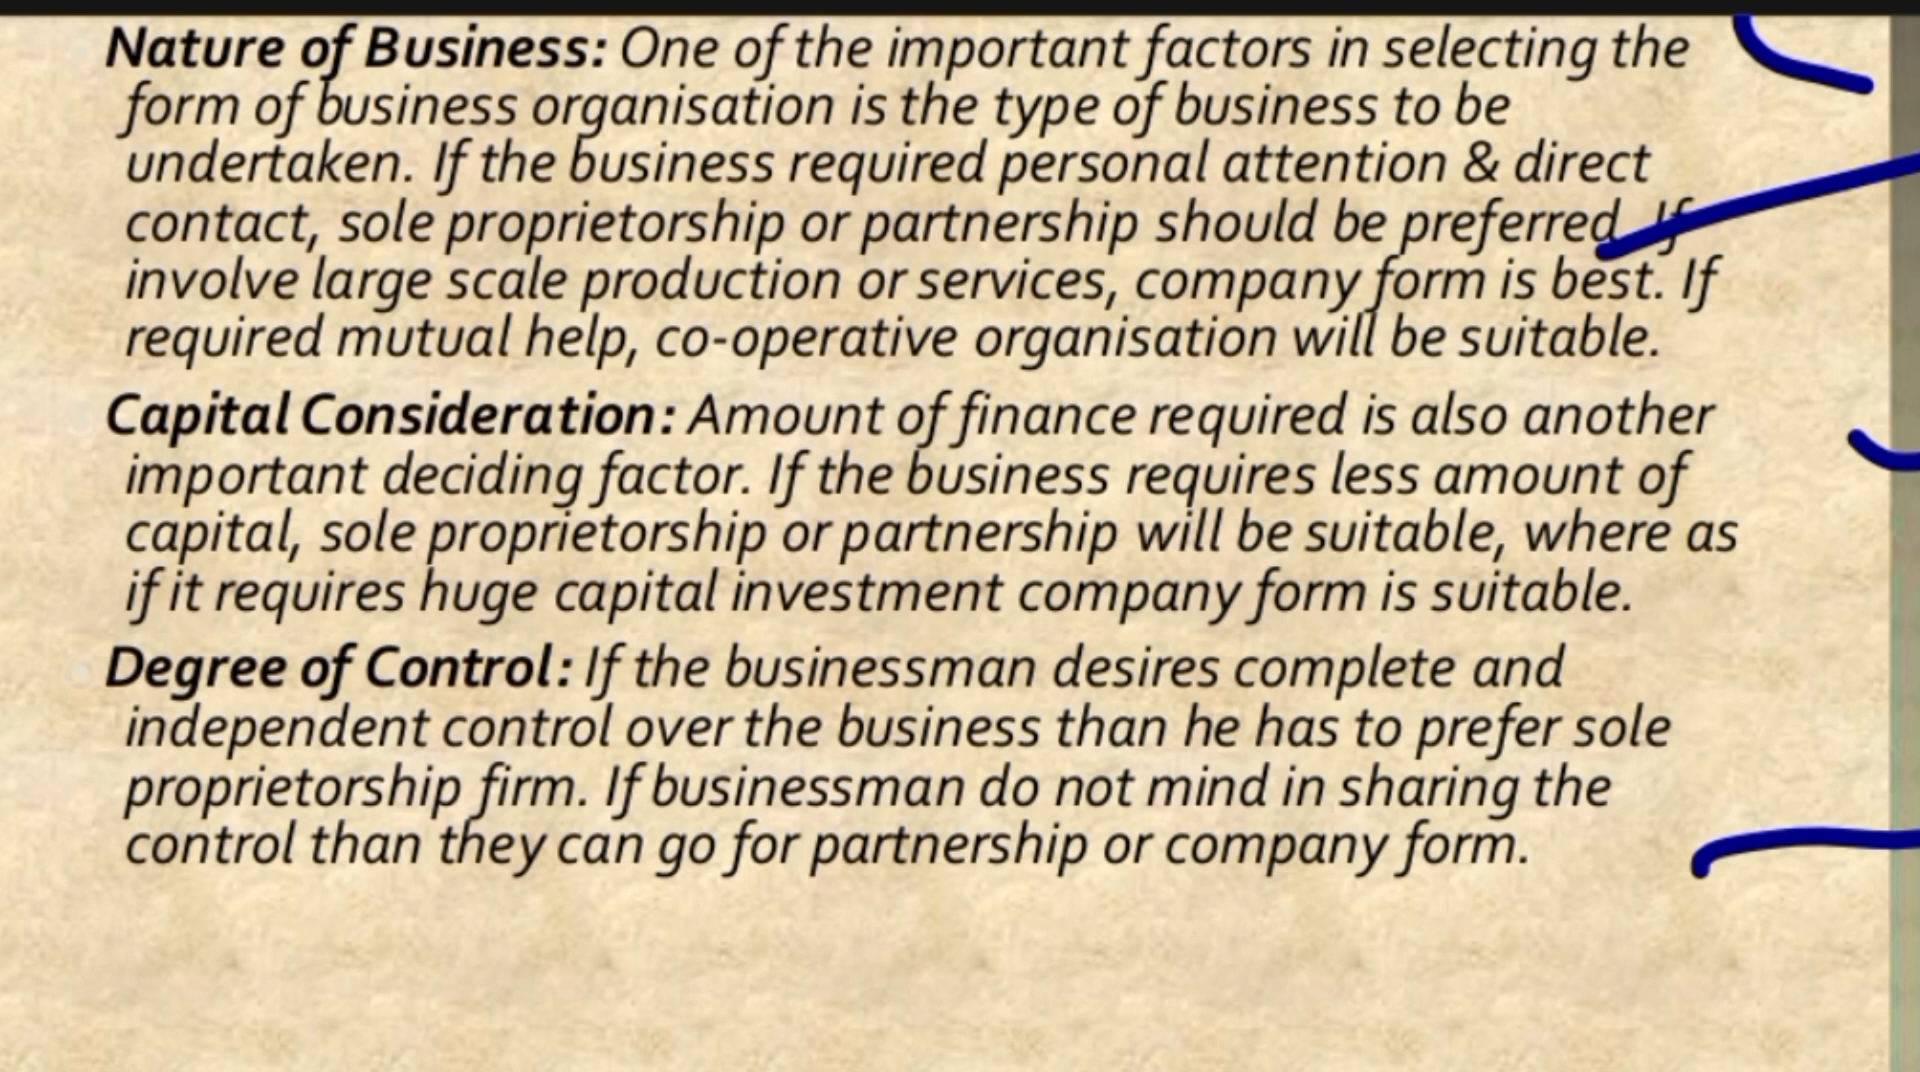 Nature of Business: One of the important factors in selecting the
form of business organisation is the type of business to be
undertaken. If the business required personal attention & direct
contact, sole proprietorship or partnership should be preferred. If
involve large scale production or services, company form is best. If
required mutual help, co-operative organisation will be suitable.
Capital Consideration: Amount of finance required is also another
important deciding factor. If the business requires less amount of
capital, sole proprietorship or partnership will be suitable, where as
if it requires huge capital investment company form is suitable.
Degree of Control: If the businessman desires complete and
independent control over the business than he has to prefer sole
proprietorship firm. If businessman do not mind in sharing the
control than they can go for partnership or company form.